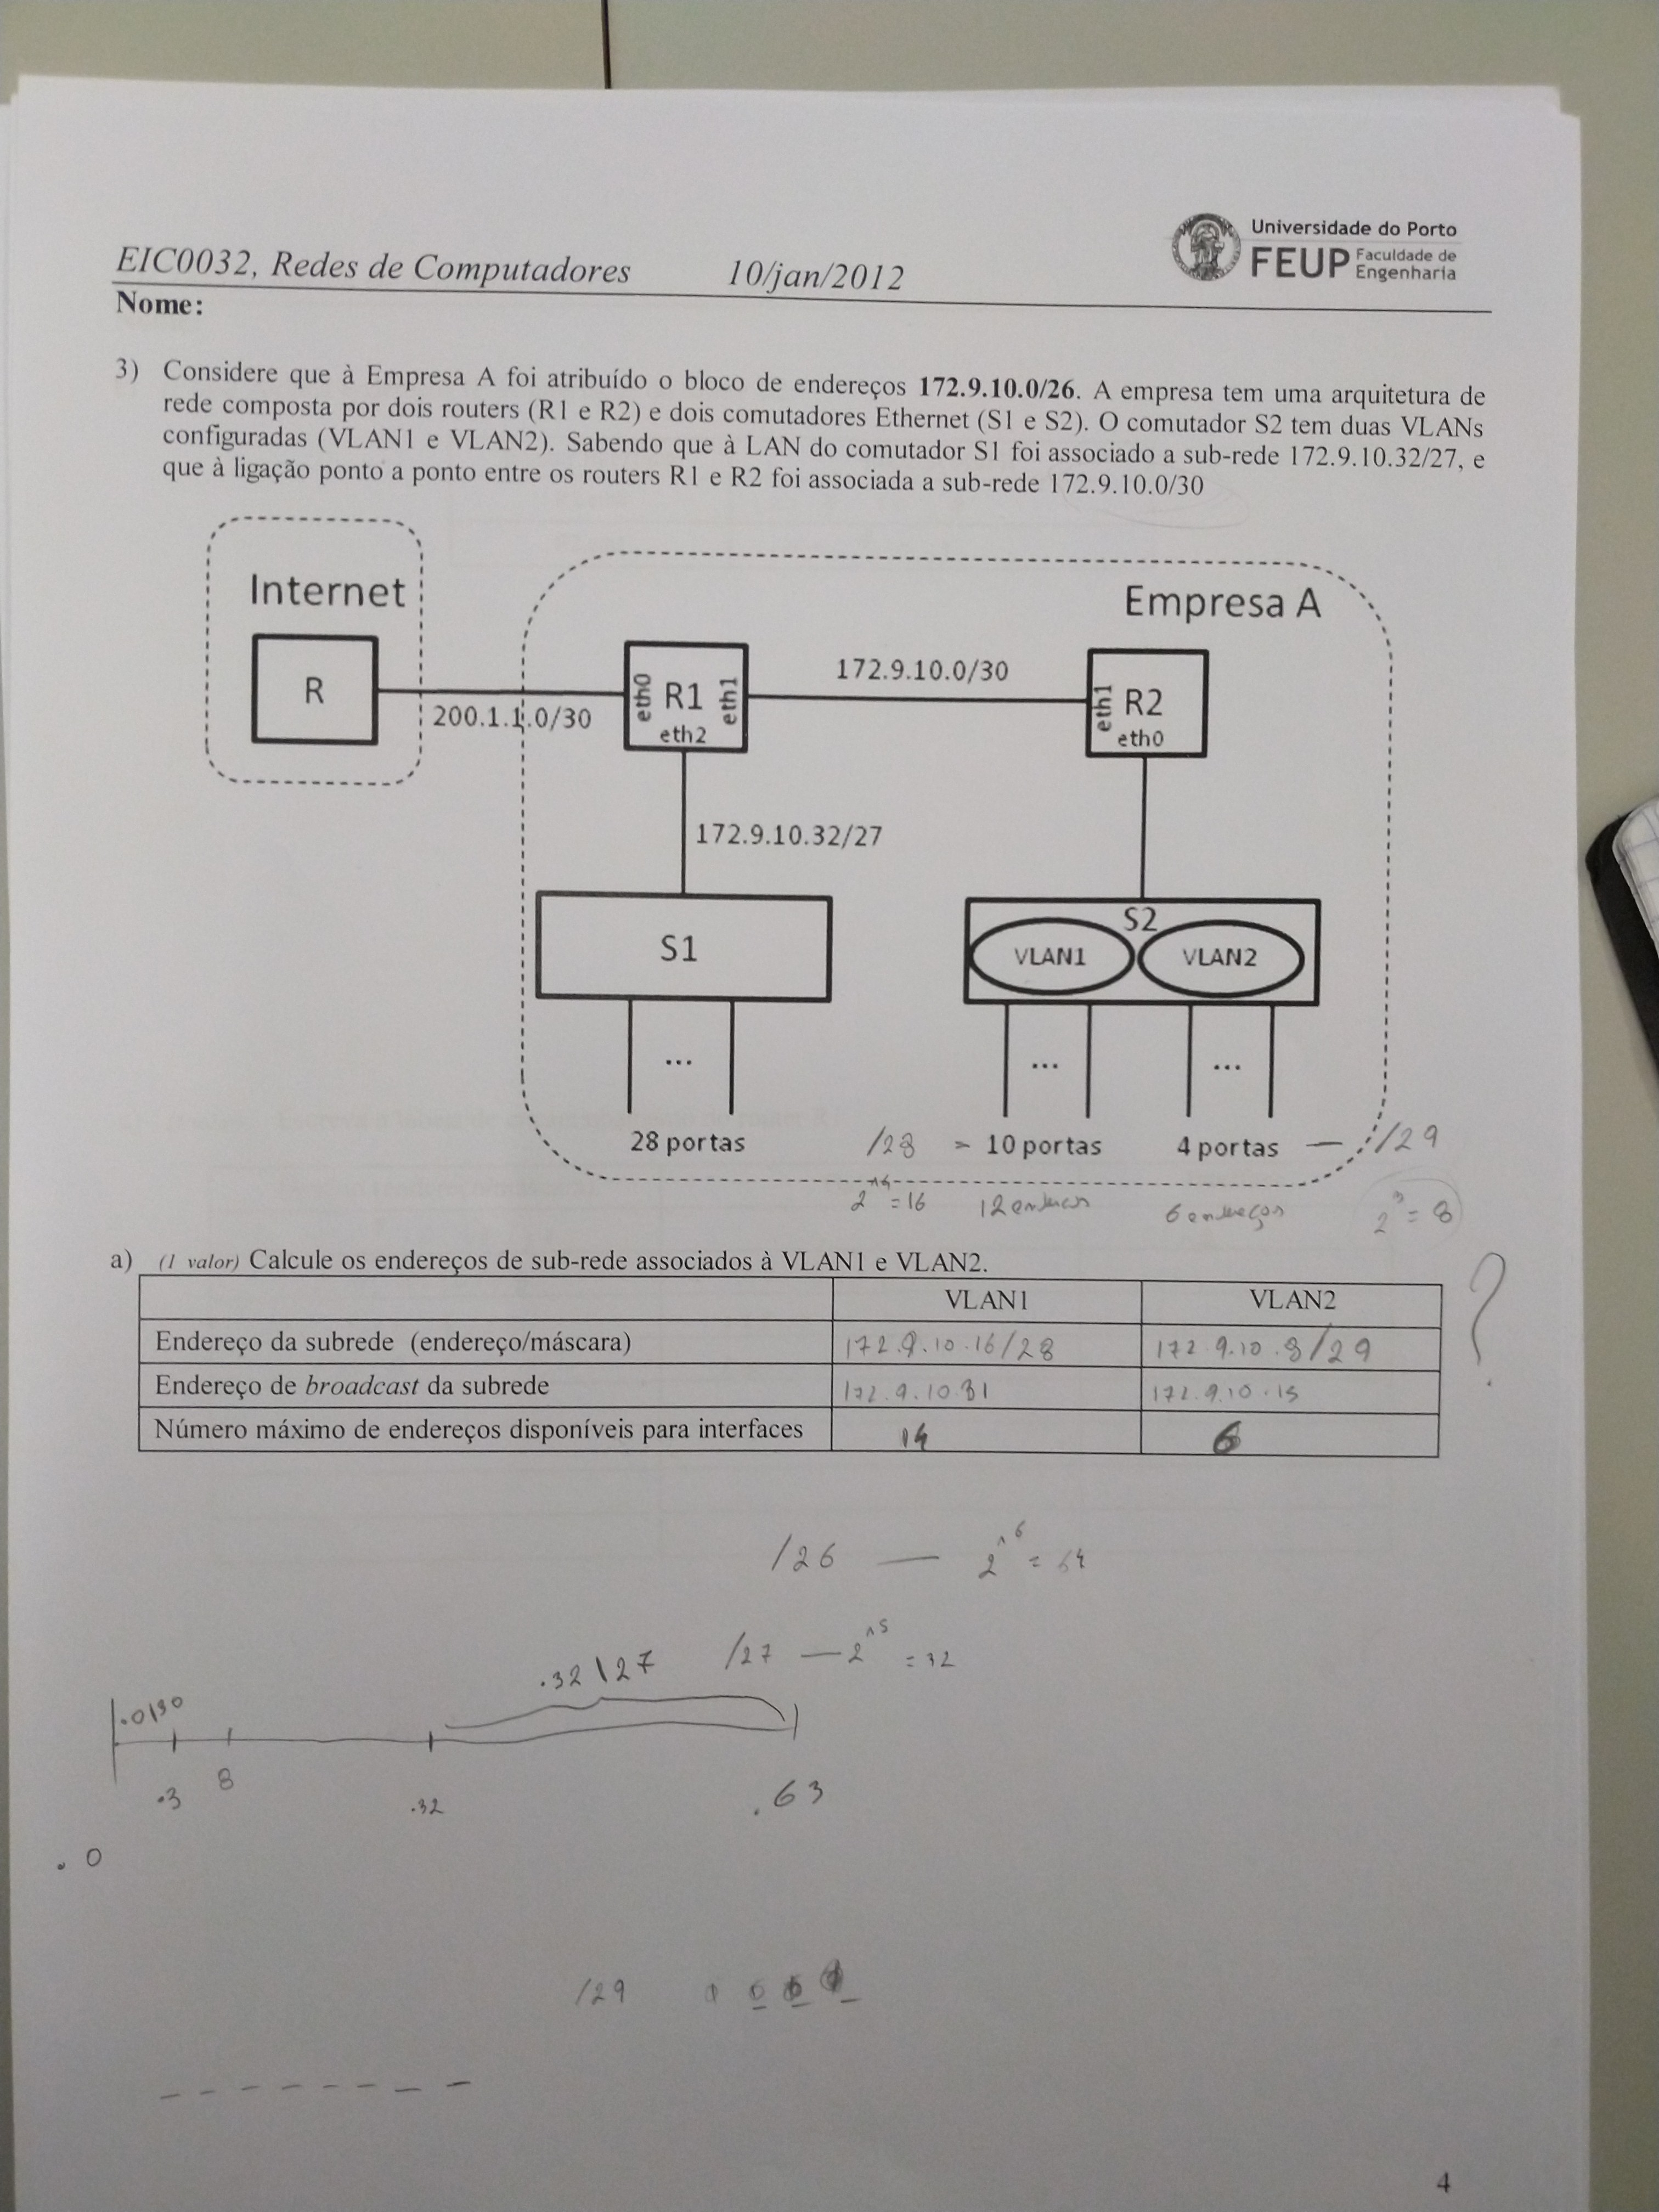 Universidade do Porto
FEUP Faculdade de Engenharia
EIC0032, Redes de Computadores 10/jan/2012
Nome:
3) Considere que à Empresa A foi atribuído o bloco de endereços 172.9.10.0/26. A empresa tem uma arquitetura de
rede composta por dois routers (R1 e R2) e dois comutadores Ethernet (S1 e S2). O comutador S2 tem duas VLANs
configuradas (VLAN1 e VLAN2). Sabendo que à LAN do comutador S1 foi associado a sub-rede 172.9.10.32/27, e
que à ligação ponto a ponto entre os routers R1 e R2 foi associada a sub-rede 172.9.10.0/30
Internet
Empresa A
R
200.1.1.0/30
eth0 R1 eth1
eth2
172.9.10.0/30
eth1 R2
eth0
172.9.10.32/27
S1
S2
VLAN1 VLAN2
... ... ...
28 portas /28 - 10 portas 4 portas — /29
2^4=16 12 6 endereços 2^3=8
a) (1 valor) Calcule os endereços de sub-rede associados à VLAN1 e VLAN2. ?
VLAN1 VLAN2
Endereço da subrede (endereço/máscara) 172.9.10.16/28 172.9.10.8/29
Endereço de broadcast da subrede 172.9.10.31 172.9.10.15
Número máximo de endereços disponíveis para interfaces 14 6
/26 — 2^6 = 64
.32\27 /27 — 2^5 = 32
.0\30
.3 8 .32 .63
. 0
/29
4